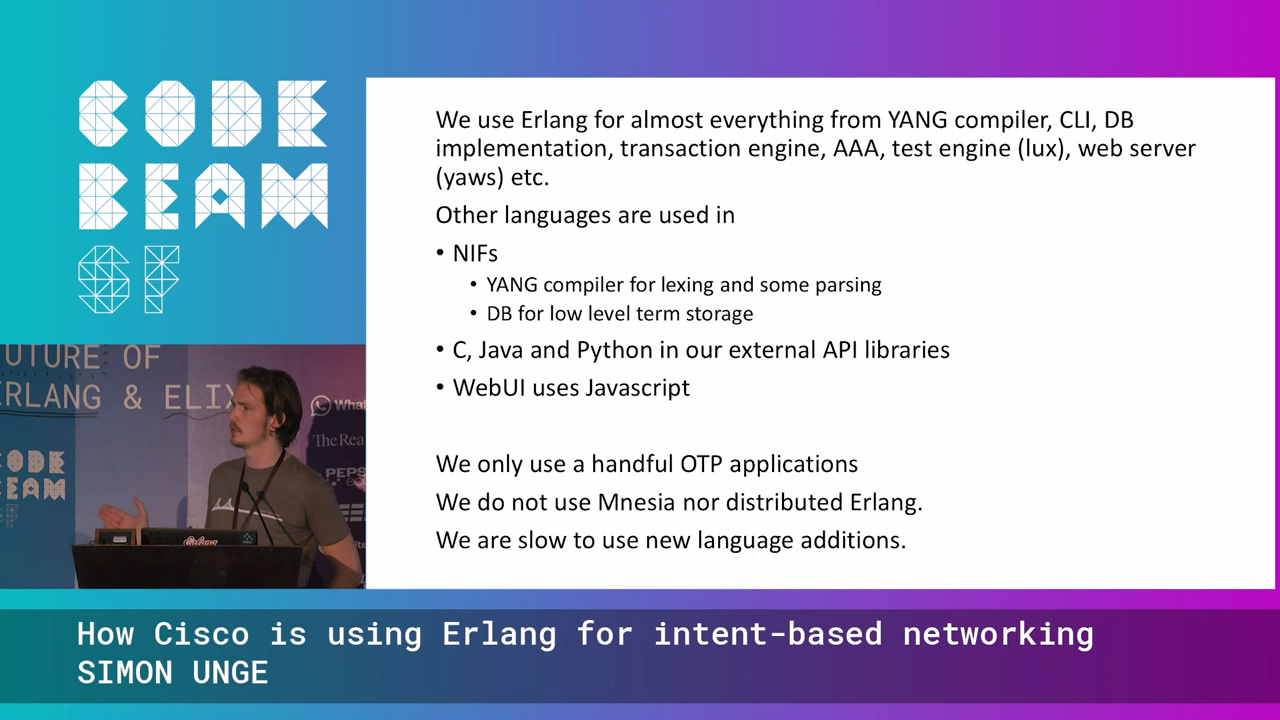 CODE
BEAM
SF
We use Erlang for almost everything from YANG compiler, CLI, DB
implementation, transaction engine, AAA, test engine (lux), web server
(yaws) etc.
Other languages are used in
• NIFs
• YANG compiler for lexing and some parsing
• DB for low level term storage
• C, Java and Python in our external API libraries
• WebUI uses Javascript
We only use a handful OTP applications
We do not use Mnesia nor distributed Erlang.
We are slow to use new language additions.
UTURE OF
ERLANG & ELIX
What
The Rea
PEPS
CODE
EAM
SF
Erlang
How Cisco is using Erlang for intent-based networking
SIMON UNGE